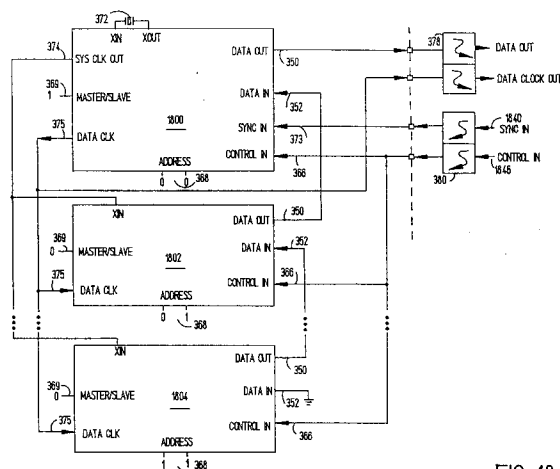 372
XIN XOUT
374
SYS CLK OUT
DATA OUT
350
378
DATA OUT
DATA CLOCK OUT
369
1
MASTER/SLAVE
DATA IN
352
375
1800
SYNC IN
373
1840
SYNC IN
DATA CLK
CONTROL IN
366
CONTROL IN
1846
380
ADDRESS
0 0
368
XIN
DATA OUT
350
369
0
MASTER/SLAVE
DATA IN
352
375
1802
DATA CLK
CONTROL IN
366
ADDRESS
0 1
368
XIN
DATA OUT
350
369
0
MASTER/SLAVE
DATA IN
352
375
1804
DATA CLK
CONTROL IN
366
ADDRESS
1 1
368